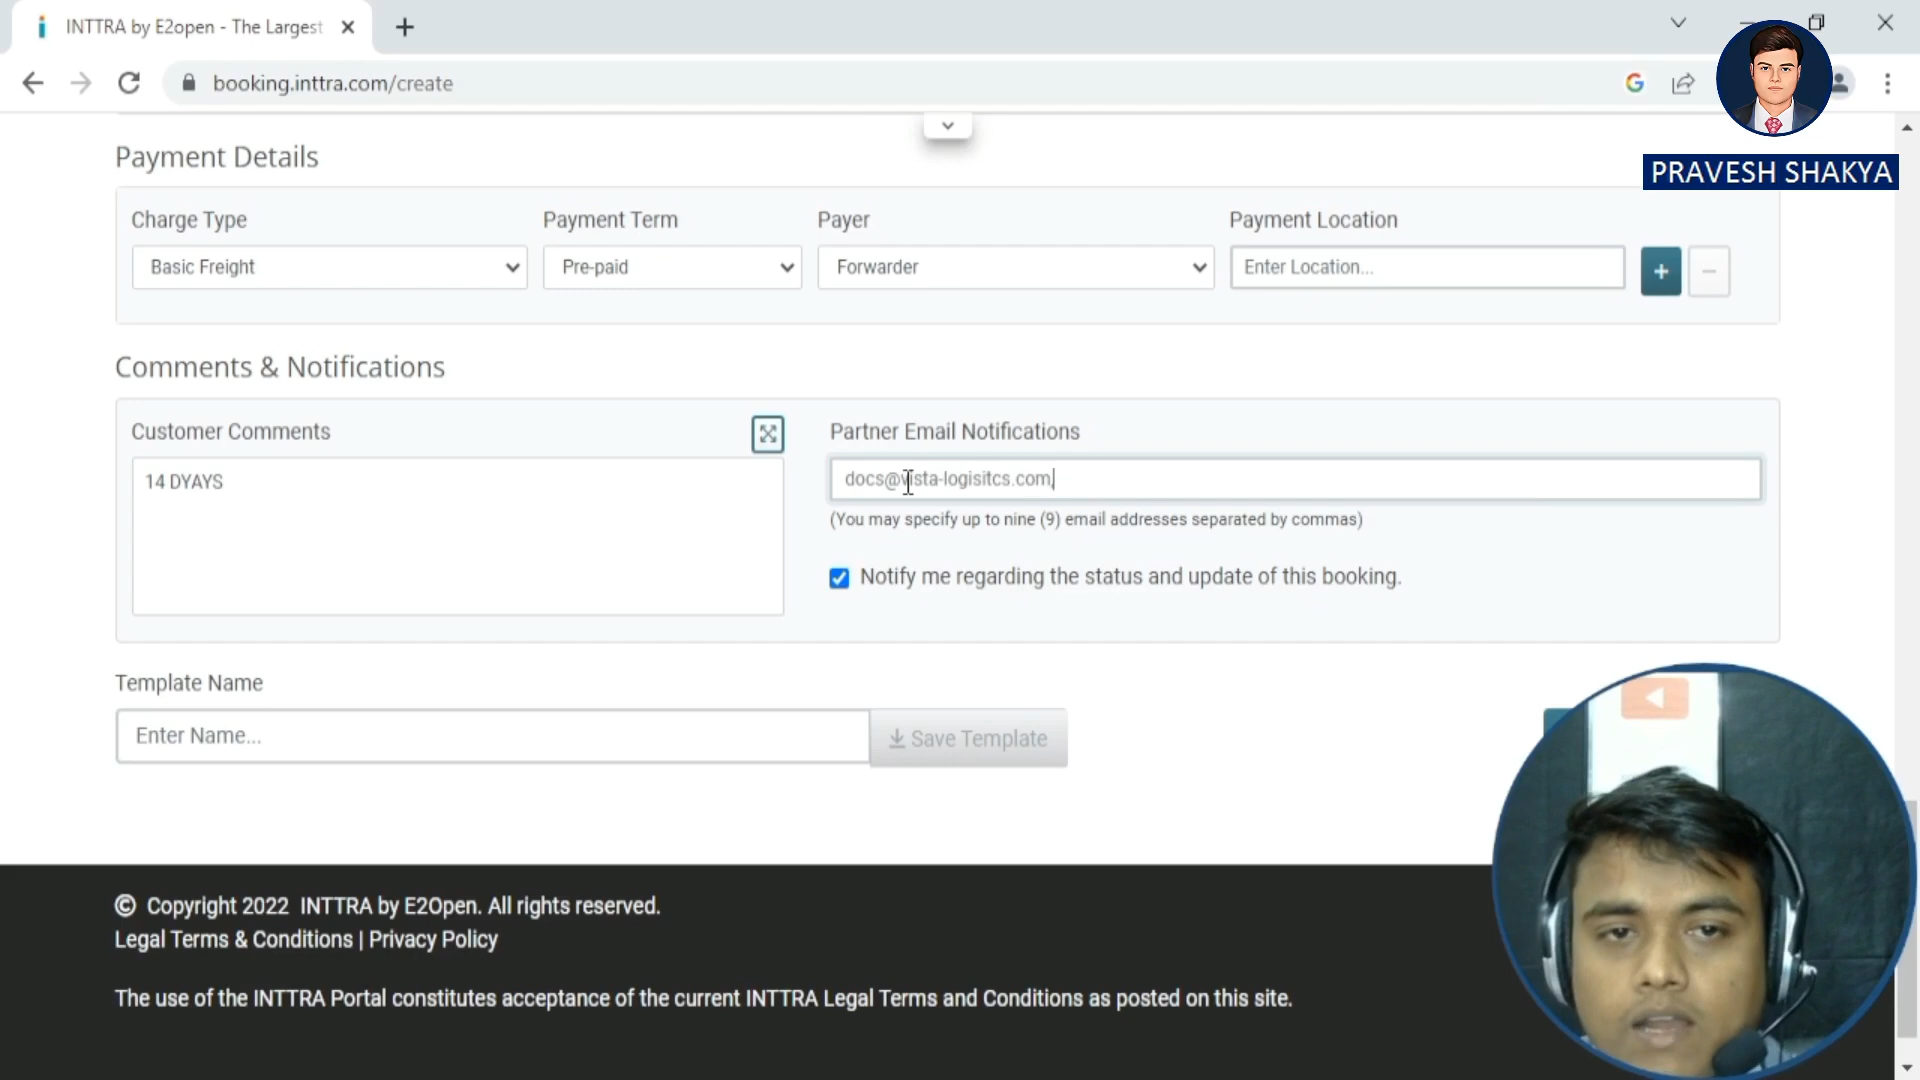 INTTRA by E2open - The Largest
booking.inttra.com/create
PRAVESH SHAKYA
Payment Details
Charge Type
Payment Term
Payer
Payment Location
Basic Freight
Pre-paid
Forwarder
Enter Location...
Comments & Notifications
Customer Comments
Partner Email Notifications
14 DYAYS
docs@vista-logisitcs.com,
(You may specify up to nine (9) email addresses separated by commas)
Notify me regarding the status and update of this booking.
Template Name
Enter Name...
Save Template
© Copyright 2022 INTTRA by E2Open. All rights reserved.
Legal Terms & Conditions | Privacy Policy
The use of the INTTRA Portal constitutes acceptance of the current INTTRA Legal Terms and Conditions as posted on this site.